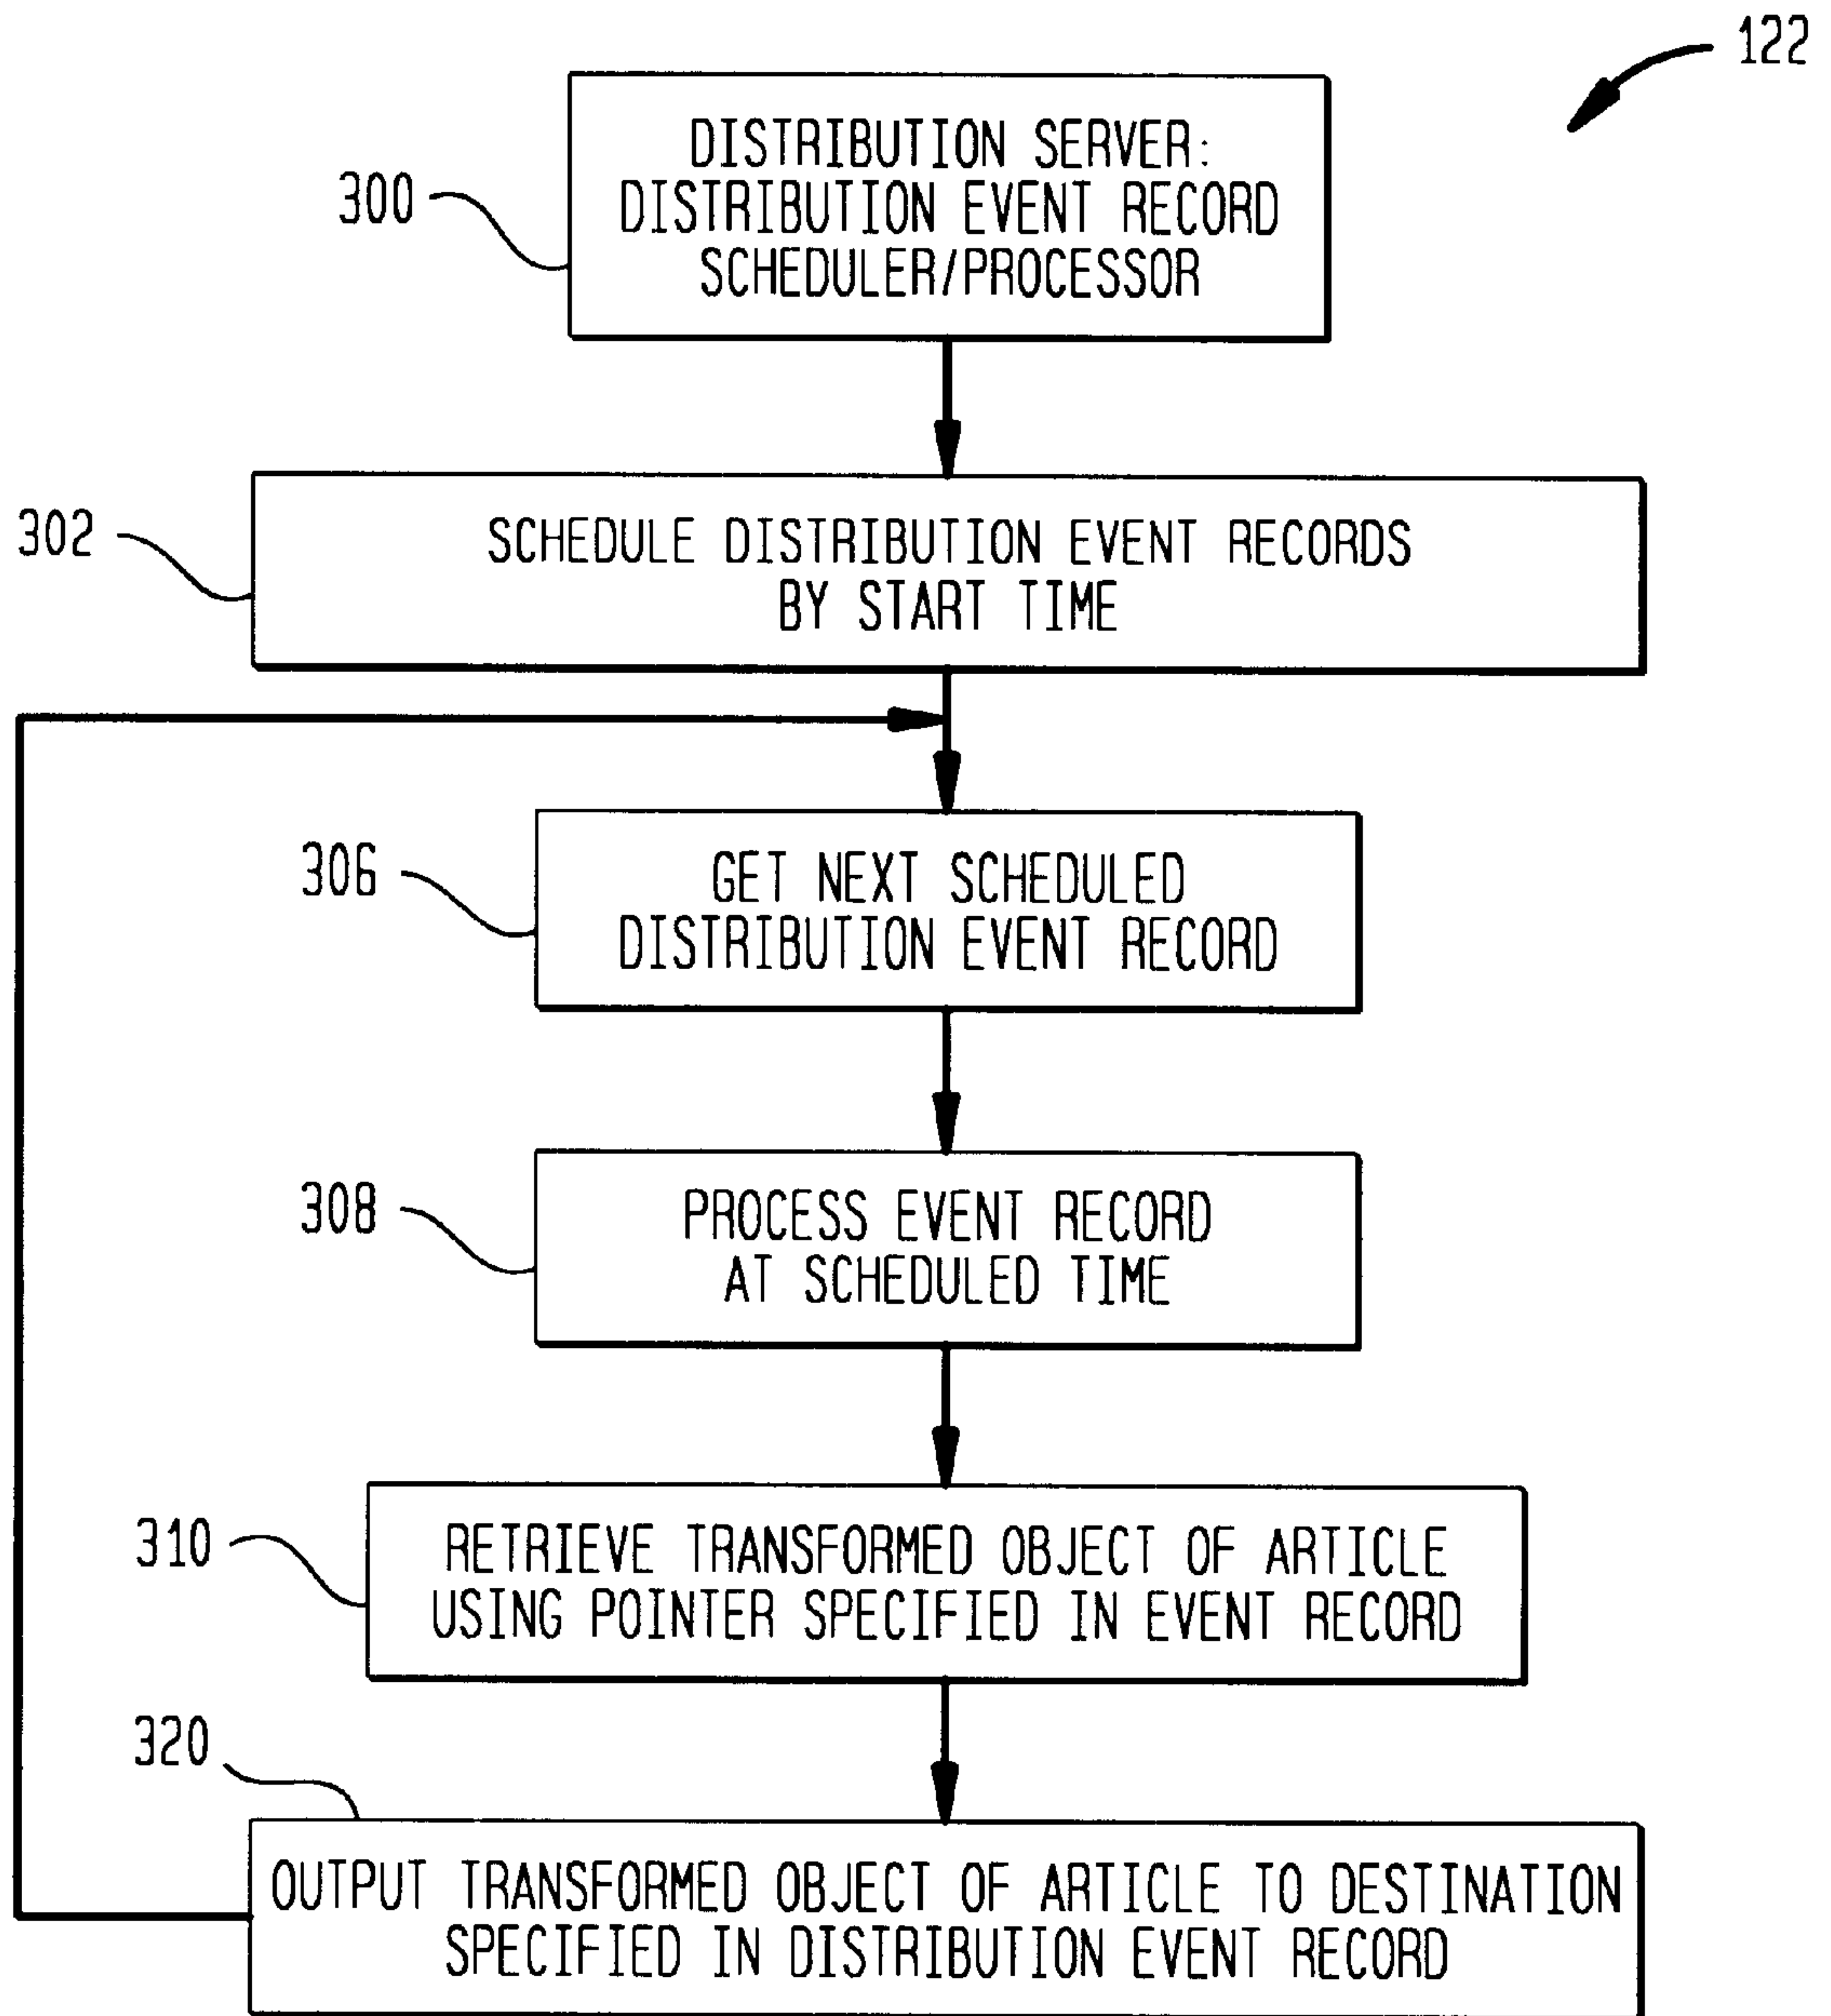 122
300
DISTRIBUTION SERVER:
DISTRIBUTION EVENT RECORD
SCHEDULER/PROCESSOR
302
SCHEDULE DISTRIBUTION EVENT RECORDS
BY START TIME
306
GET NEXT SCHEDULED
DISTRIBUTION EVENT RECORD
308
PROCESS EVENT RECORD
AT SCHEDULED TIME
310
RETRIEVE TRANSFORMED OBJECT OF ARTICLE
USING POINTER SPECIFIED IN EVENT RECORD
320
OUTPUT TRANSFORMED OBJECT OF ARTICLE TO DESTINATION
SPECIFIED IN DISTRIBUTION EVENT RECORD